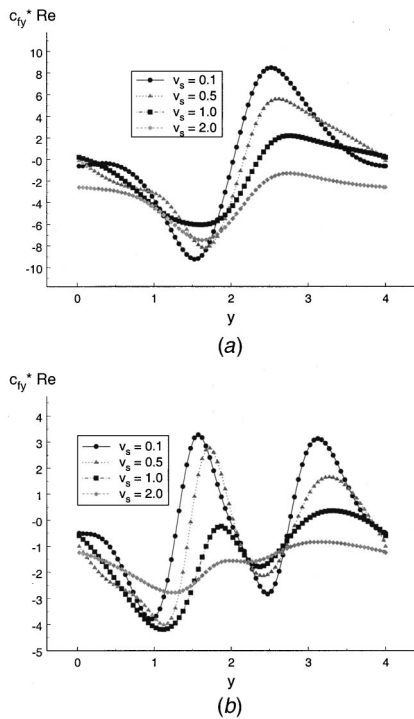 c_fy* Re
10
8
6
4
2
-0
-2
-4
-6
-8
-10
v_s = 0.1
v_s = 0.5
v_s = 1.0
v_s = 2.0
0 1 2 3 4
y
(a)
c_fy* Re
4
3
2
1
-0
-1
-2
-3
-4
-5
v_s = 0.1
v_s = 0.5
v_s = 1.0
v_s = 2.0
0 1 2 3 4
y
(b)